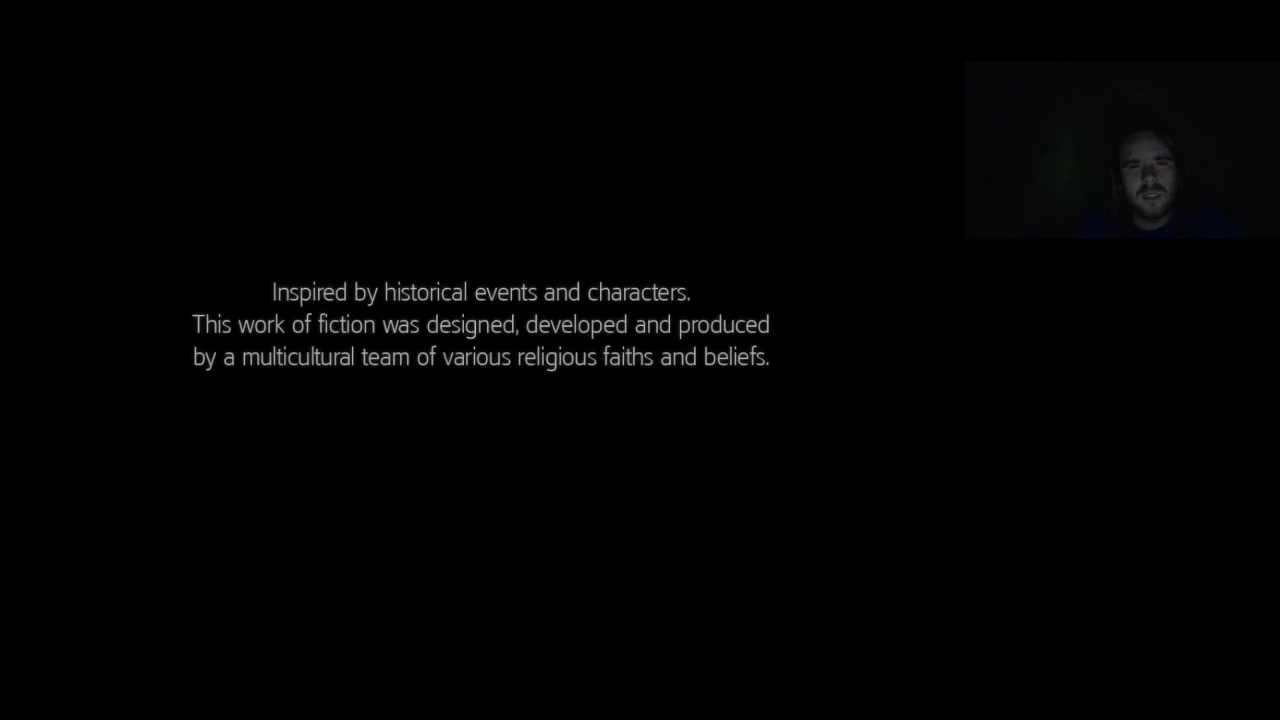 Inspired by historical events and characters.
This work of fiction was designed, developed and produced
by a multicultural team of various religious faiths and beliefs.